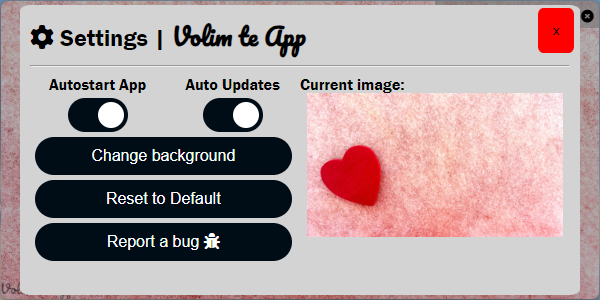 Settings | Volim te App
x
Autostart App
Auto Updates
Current image:
Change background
Reset to Default
Report a bug